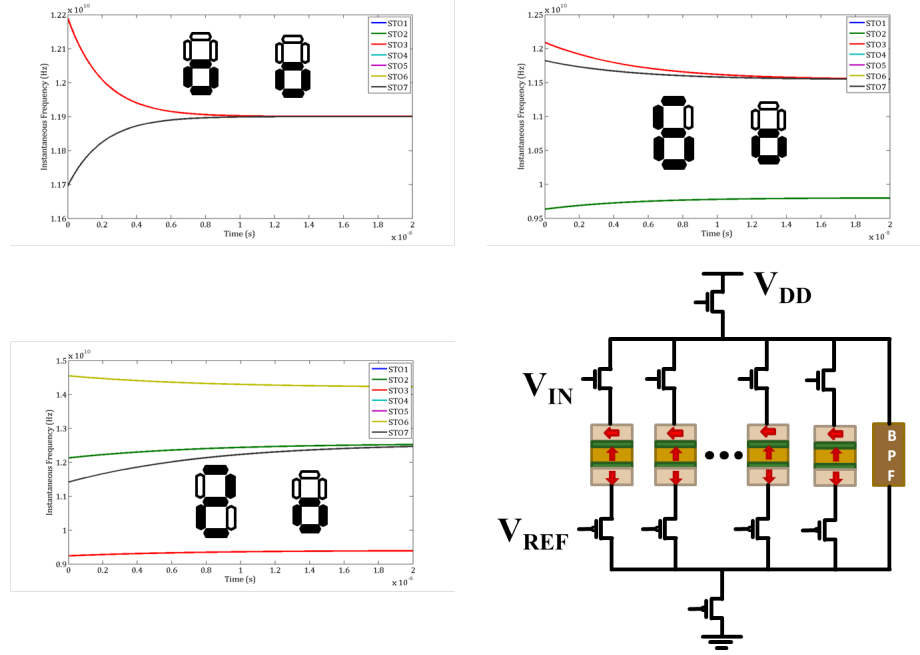 x 10^10
1.22
1.21
1.2
1.19
1.18
1.17
1.16
Instantaneous Frequency (Hz)
0 0.2 0.4 0.6 0.8 1 1.2 1.4 1.6 1.8 2
Time (s)
x 10^-8
STO1
STO2
STO3
STO4
STO5
STO6
STO7
x 10^10
1.25
1.2
1.15
1.1
1.05
1
0.95
Instantaneous Frequency (Hz)
0 0.2 0.4 0.6 0.8 1 1.2 1.4 1.6 1.8 2
Time (s)
x 10^-8
STO1
STO2
STO3
STO4
STO5
STO6
STO7
x 10^10
1.5
1.4
1.3
1.2
1.1
1
0.9
Instantaneous Frequency (Hz)
0 0.2 0.4 0.6 0.8 1 1.2 1.4 1.6 1.8 2
Time (s)
x 10^-8
STO1
STO2
STO3
STO4
STO5
STO6
STO7
VDD
VIN
VREF
B
P
F